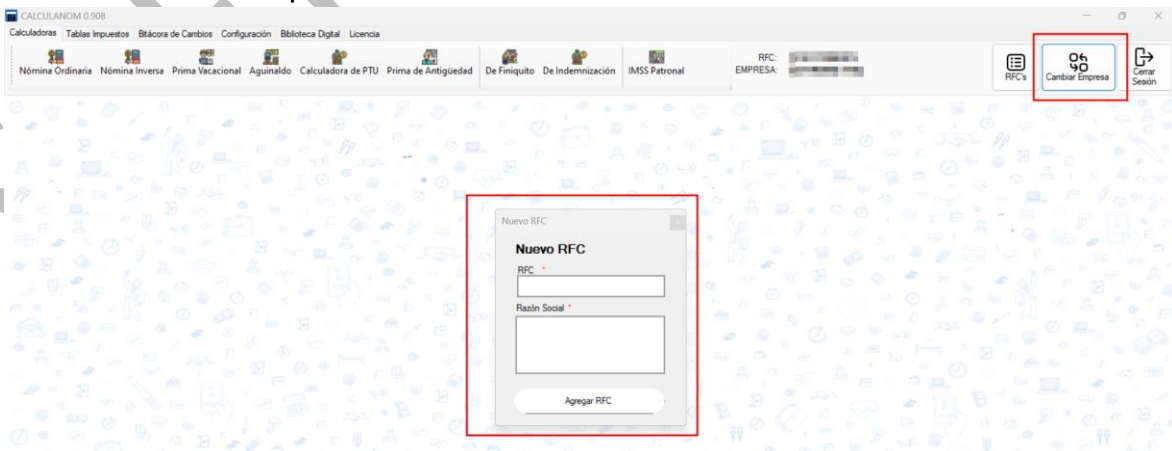 CALCULANOM 0.908
Calculadoras Tablas Impuestos Bitácora de Cambios Configuración Biblioteca Digital Licencia
Nómina Ordinaria Nómina Inversa Prima Vacacional Aguinaldo Calculadora de PTU Prima de Antigüedad De Finiquito De Indemnización IMSS Patronal
RFC:
EMPRESA:
RFC's
Cambiar Empresa
Cerrar
Sesión
Nuevo RFC
Nuevo RFC
RFC *
Razón Social *
Agregar RFC